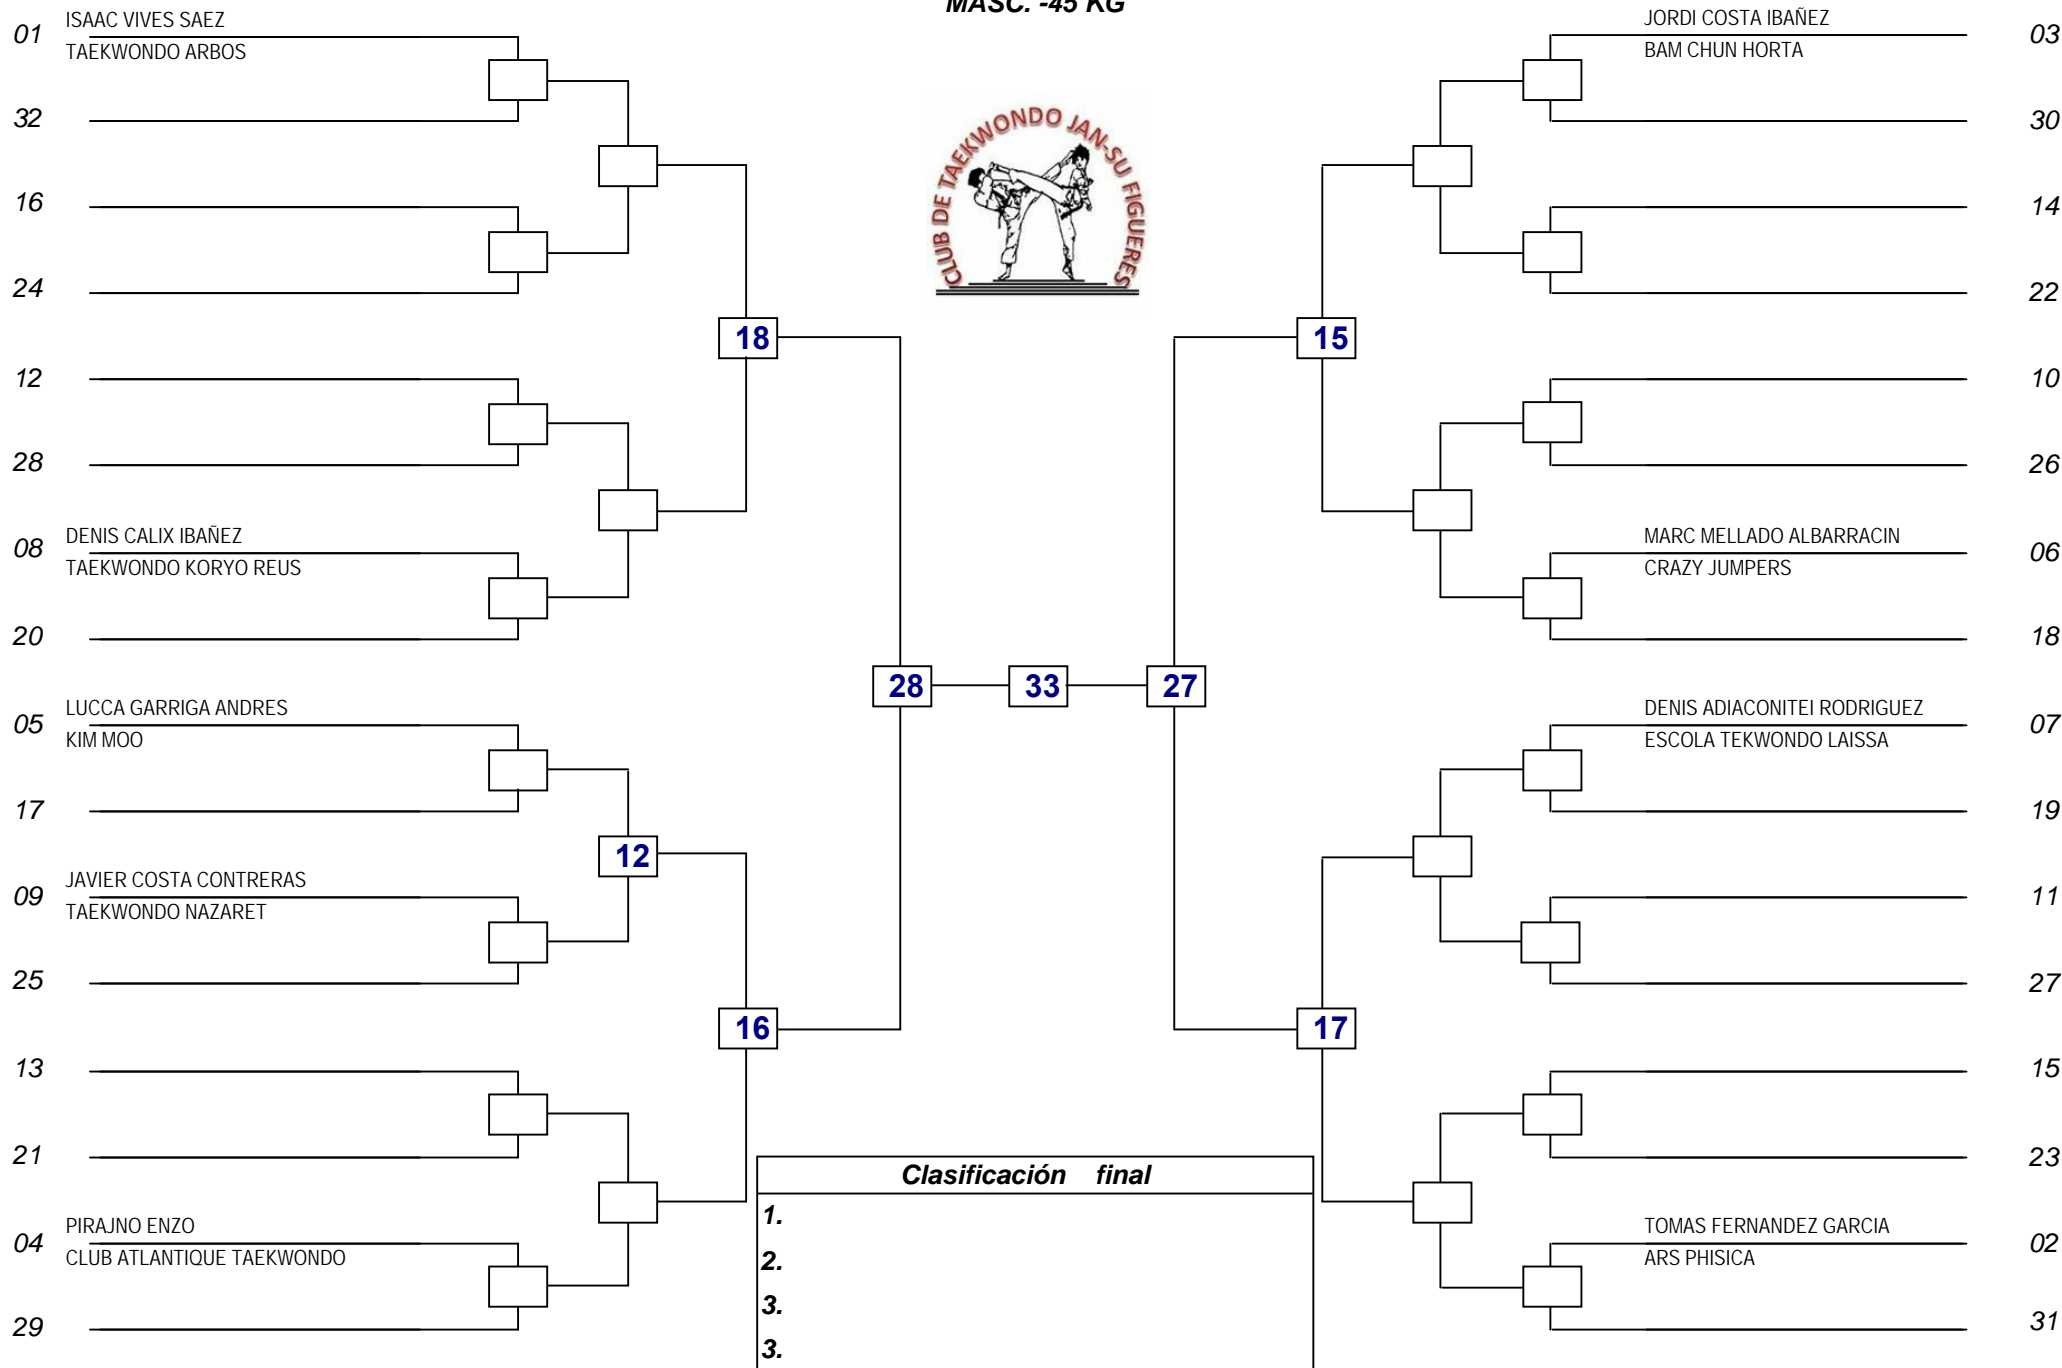 MASC. -45 KG
01 ISAAC VIVES SAEZ
TAEKWONDO ARBOS
32
16
24
12
28
08 DENIS CALIX IBAÑEZ
TAEKWONDO KORYO REUS
20
05 LUCCA GARRIGA ANDRES
KIM MOO
17
09 JAVIER COSTA CONTRERAS
TAEKWONDO NAZARET
25
13
21
04 PIRAJNO ENZO
CLUB ATLANTIQUE TAEKWONDO
29
CLUB DE TAEKWONDO JAN-SU FIGUERES
18
12
16
28
33
27
15
17
JORDI COSTA IBAÑEZ 03
BAM CHUN HORTA
30
14
22
10
26
MARC MELLADO ALBARRACIN 06
CRAZY JUMPERS
18
DENIS ADIACONITEI RODRIGUEZ 07
ESCOLA TEKWONDO LAISSA
19
11
27
15
23
TOMAS FERNANDEZ GARCIA 02
ARS PHISICA
31
Clasificación final
1.
2.
3.
3.